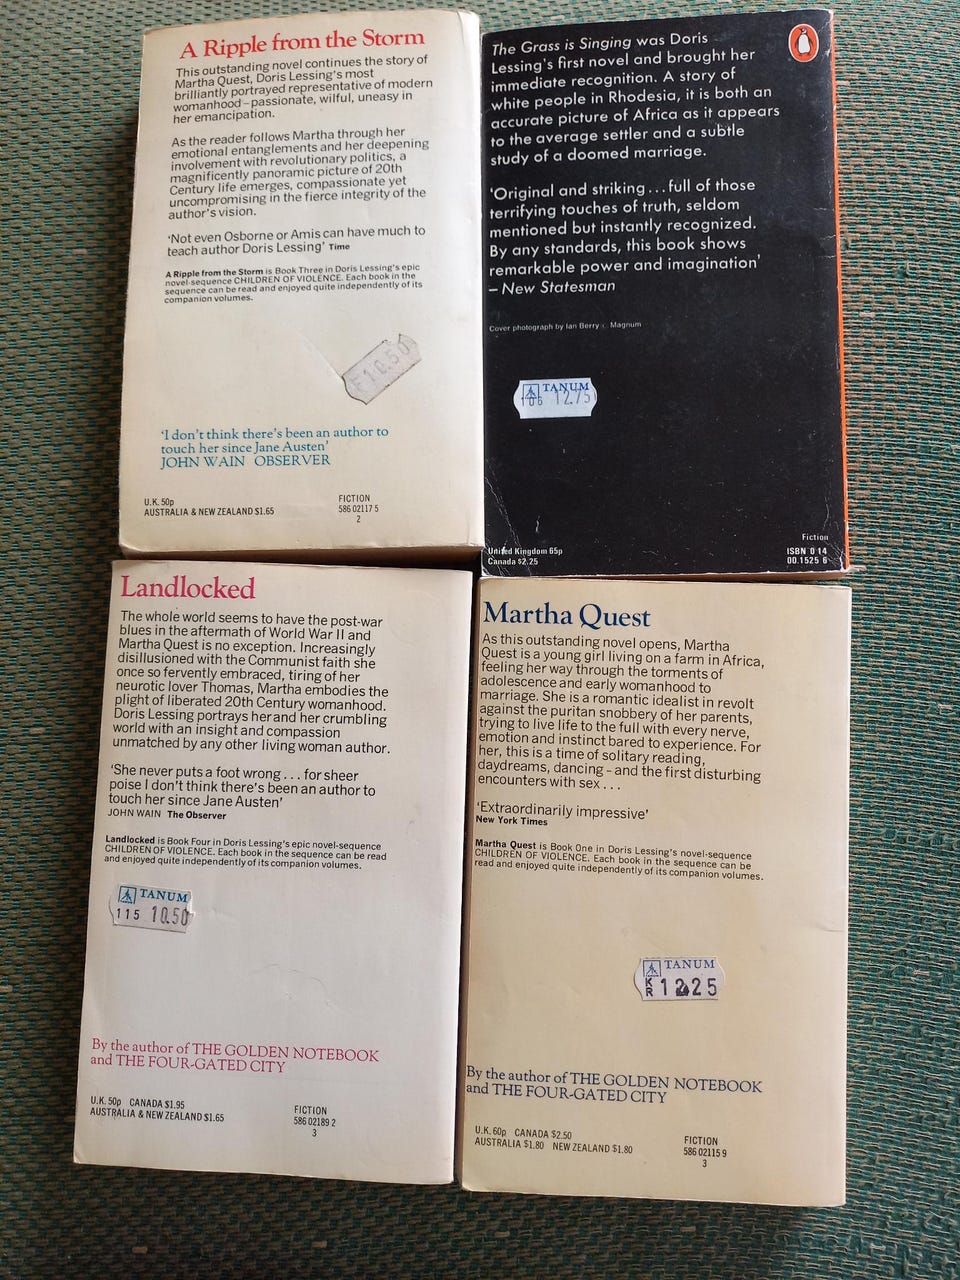 A Ripple from the Storm
This outstanding novel continues the story of
Martha Quest, Doris Lessing's most
brilliantly portrayed representative of modern
womanhood – passionate, wilful, uneasy in
her emancipation.
As the reader follows Martha through her
emotional entanglements and her deepening
involvement with revolutionary politics, a
magnificently panoramic picture of 20th
Century life emerges, compassionate yet
uncompromising in the fierce integrity of the
author's vision.
'Not even Osborne or Amis can have much to
teach author Doris Lessing' Time
A Ripple from the Storm is Book Three in Doris Lessing's epic
novel-sequence CHILDREN OF VIOLENCE. Each book in the
sequence can be read and enjoyed quite independently of its
companion volumes.
10.50
'I don't think there's been an author to
touch her since Jane Austen'
JOHN WAIN OBSERVER
U.K. 50p
AUSTRALIA & NEW ZEALAND $1.65
FICTION
586 02117 5
2
The Grass is Singing was Doris
Lessing's first novel and brought her
immediate recognition. A story of
white people in Rhodesia, it is both an
accurate picture of Africa as it appears
to the average settler and a subtle
study of a doomed marriage.
'Original and striking ... full of those
terrifying touches of truth, seldom
mentioned but instantly recognized.
By any standards, this book shows
remarkable power and imagination'
– New Statesman
Cover photograph by Ian Berry : Magnum
TANUM
106 12.75
United Kingdom 65p
Canada $2.25
Fiction
ISBN 0 14
00.1525 6
Landlocked
The whole world seems to have the post-war
blues in the aftermath of World War II and
Martha Quest is no exception. Increasingly
disillusioned with the Communist faith she
once so fervently embraced, tiring of her
neurotic lover Thomas, Martha embodies the
plight of liberated 20th Century womanhood.
Doris Lessing portrays her and her crumbling
world with an insight and compassion
unmatched by any other living woman author.
'She never puts a foot wrong ... for sheer
poise I don't think there's been an author to
touch her since Jane Austen'
JOHN WAIN The Observer
Landlocked is Book Four in Doris Lessing's epic novel-sequence
CHILDREN OF VIOLENCE. Each book in the sequence can be read
and enjoyed quite independently of its companion volumes.
TANUM
115 10.50
By the author of THE GOLDEN NOTEBOOK
and THE FOUR-GATED CITY
U.K. 50p CANADA $1.95
AUSTRALIA & NEW ZEALAND $1.65
FICTION
586 02189 2
3
Martha Quest
As this outstanding novel opens, Martha
Quest is a young girl living on a farm in Africa,
feeling her way through the torments of
adolescence and early womanhood to
marriage. She is a romantic idealist in revolt
against the puritan snobbery of her parents,
trying to live life to the full with every nerve,
emotion and instinct bared to experience. For
her, this is a time of solitary reading,
daydreams, dancing – and the first disturbing
encounters with sex ...
'Extraordinarily impressive'
New York Times
Martha Quest is Book One in Doris Lessing's novel-sequence
CHILDREN OF VIOLENCE. Each book in the sequence can be
read and enjoyed quite independently of its companion volumes.
TANUM
KR 12.25
By the author of THE GOLDEN NOTEBOOK
and THE FOUR-GATED CITY
U.K. 60p CANADA $2.50
AUSTRALIA $1.80 NEW ZEALAND $1.80
FICTION
586 02115 9
3